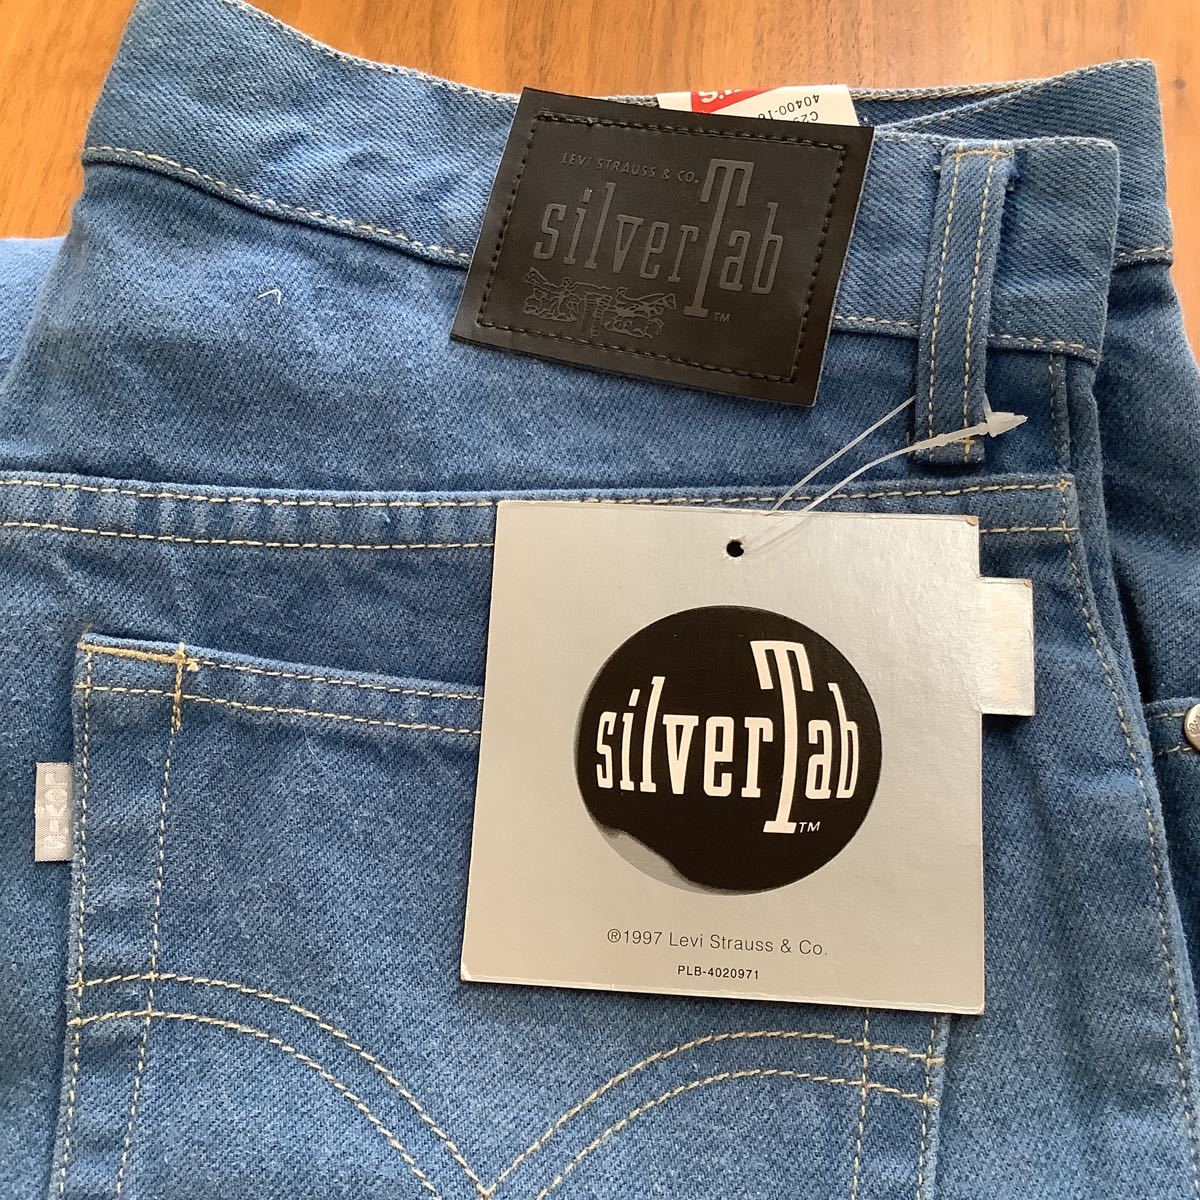 LEVI STRAUSS & CO.
silverTab
TM
silverTab
TM
®1997 Levi Strauss & Co.
PLB-4020971